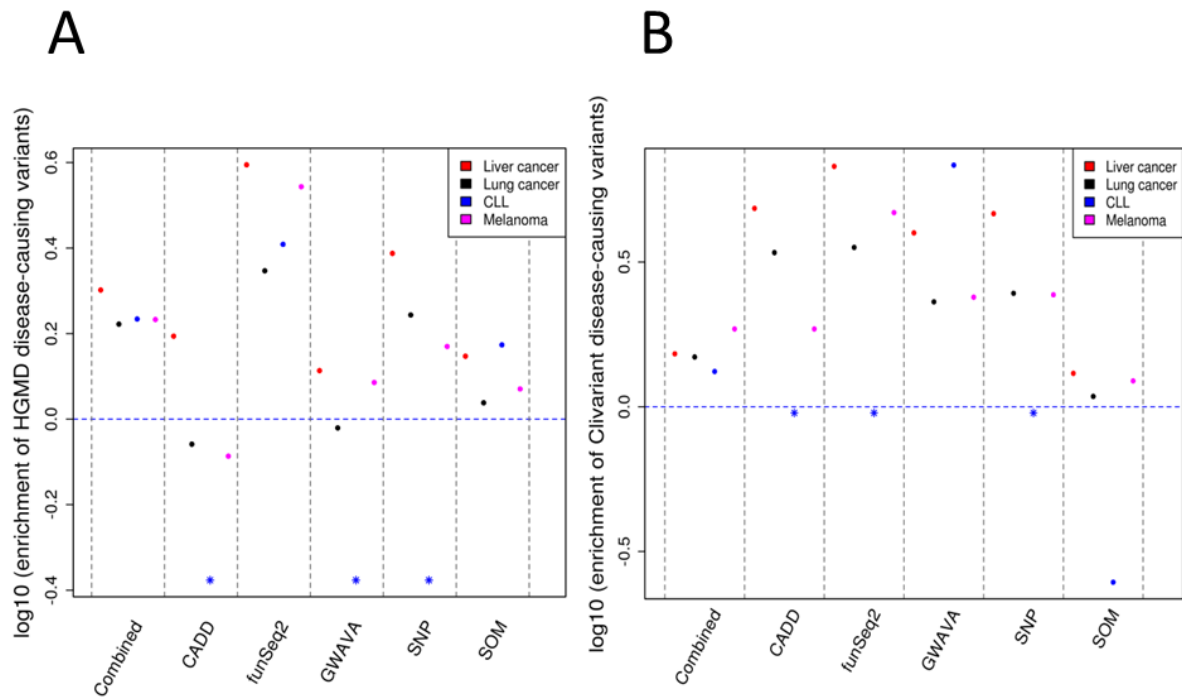 A
log10 (enrichment of HGMD disease-causing variants)
0.6
0.4
0.2
0.0
-0.2
-0.4
Liver cancer
Lung cancer
CLL
Melanoma
*
*
*
Combined
CADD
funSeq2
GWAVA
SNP
SOM
B
log10 (enrichment of Clivariant disease-causing variants)
0.5
0.0
-0.5
Liver cancer
Lung cancer
CLL
Melanoma
*
*
*
Combined
CADD
funSeq2
GWAVA
SNP
SOM